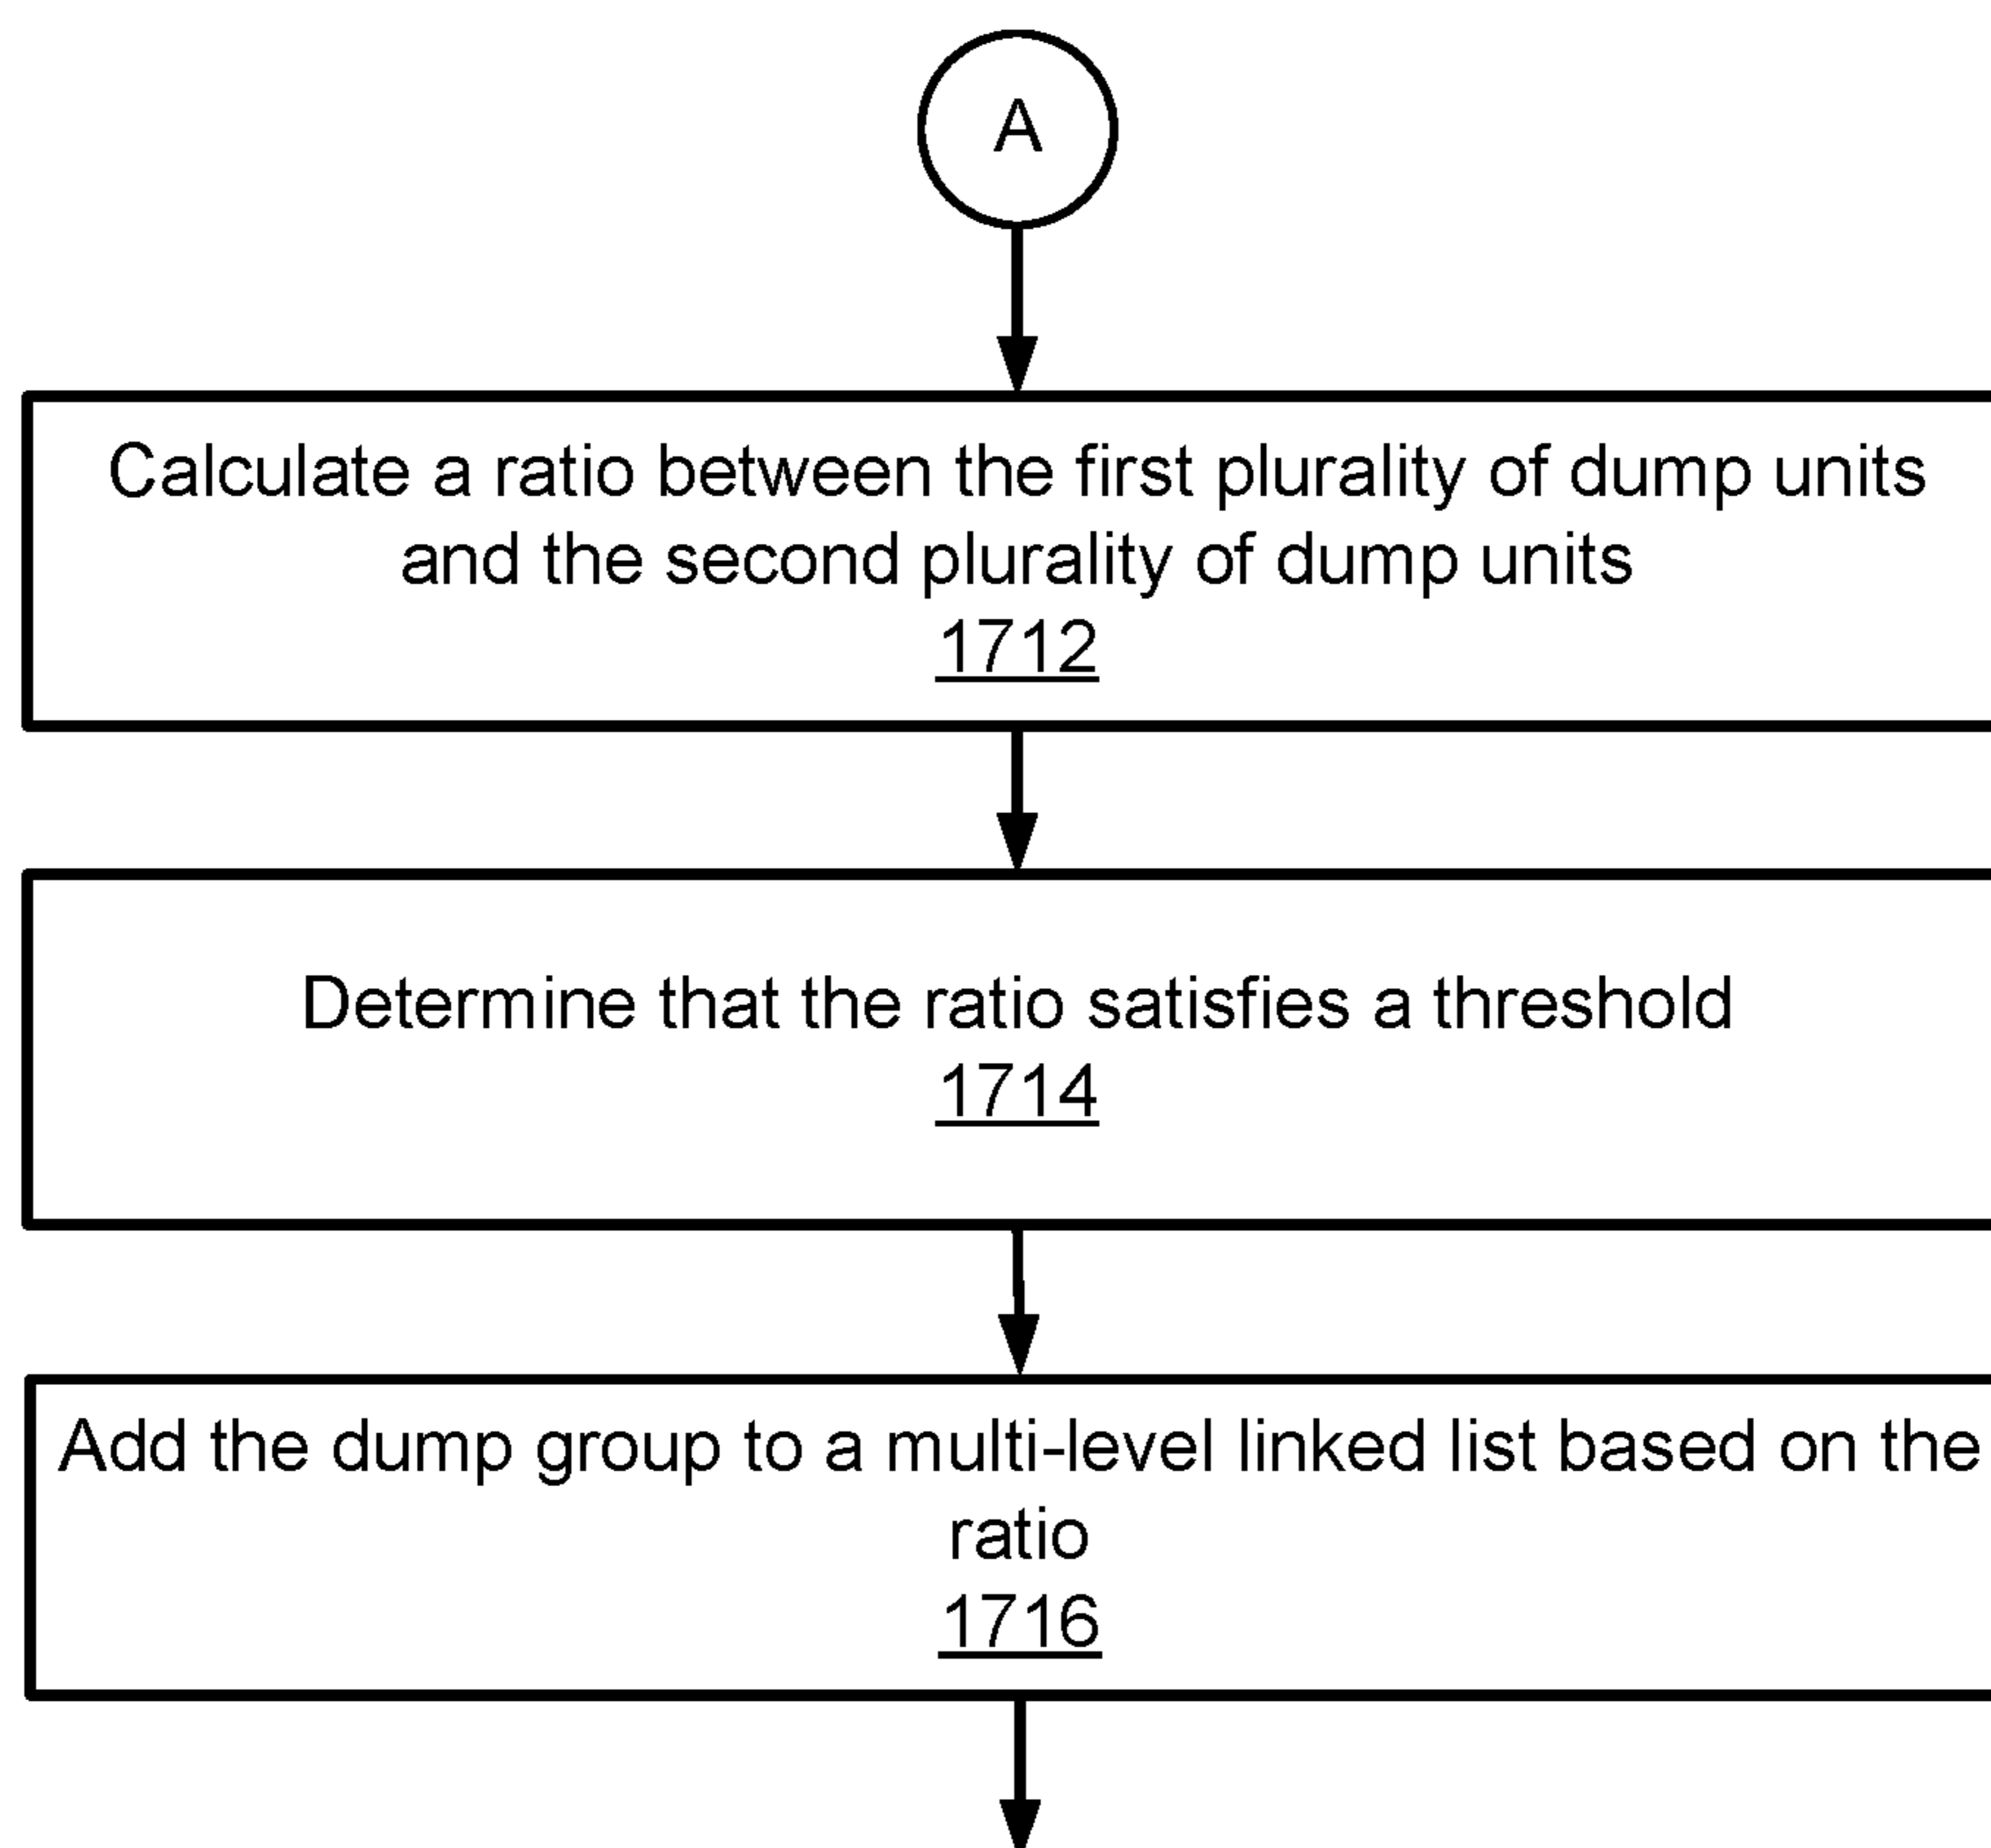 A
Calculate a ratio between the first plurality of dump units
and the second plurality of dump units
1712
Determine that the ratio satisfies a threshold
1714
Add the dump group to a multi-level linked list based on the
ratio
1716